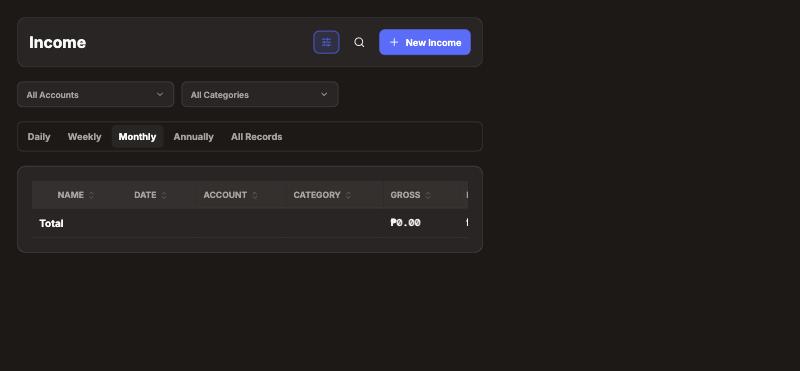 Income
New Income
All Accounts
All Categories
Daily Weekly Monthly Annually All Records
NAME DATE ACCOUNT CATEGORY GROSS
Total ₱0.00